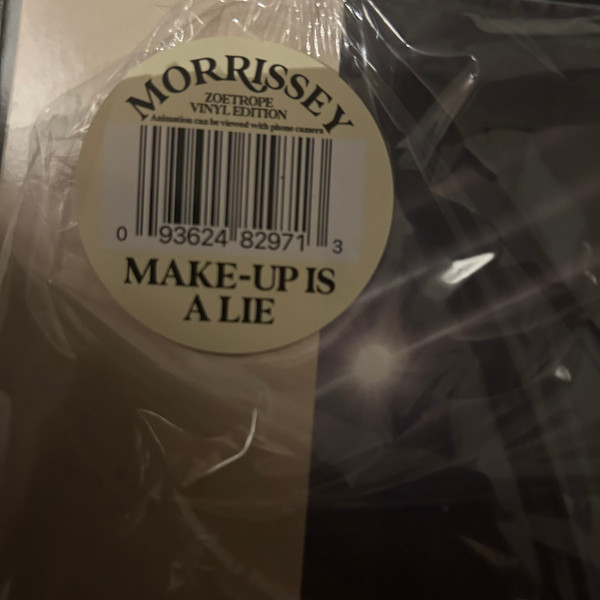 MORRISSEY
ZOETROPE
VINYL EDITION
Animation can be viewed with phone camera
0 93624 82971 3
MAKE-UP IS
A LIE